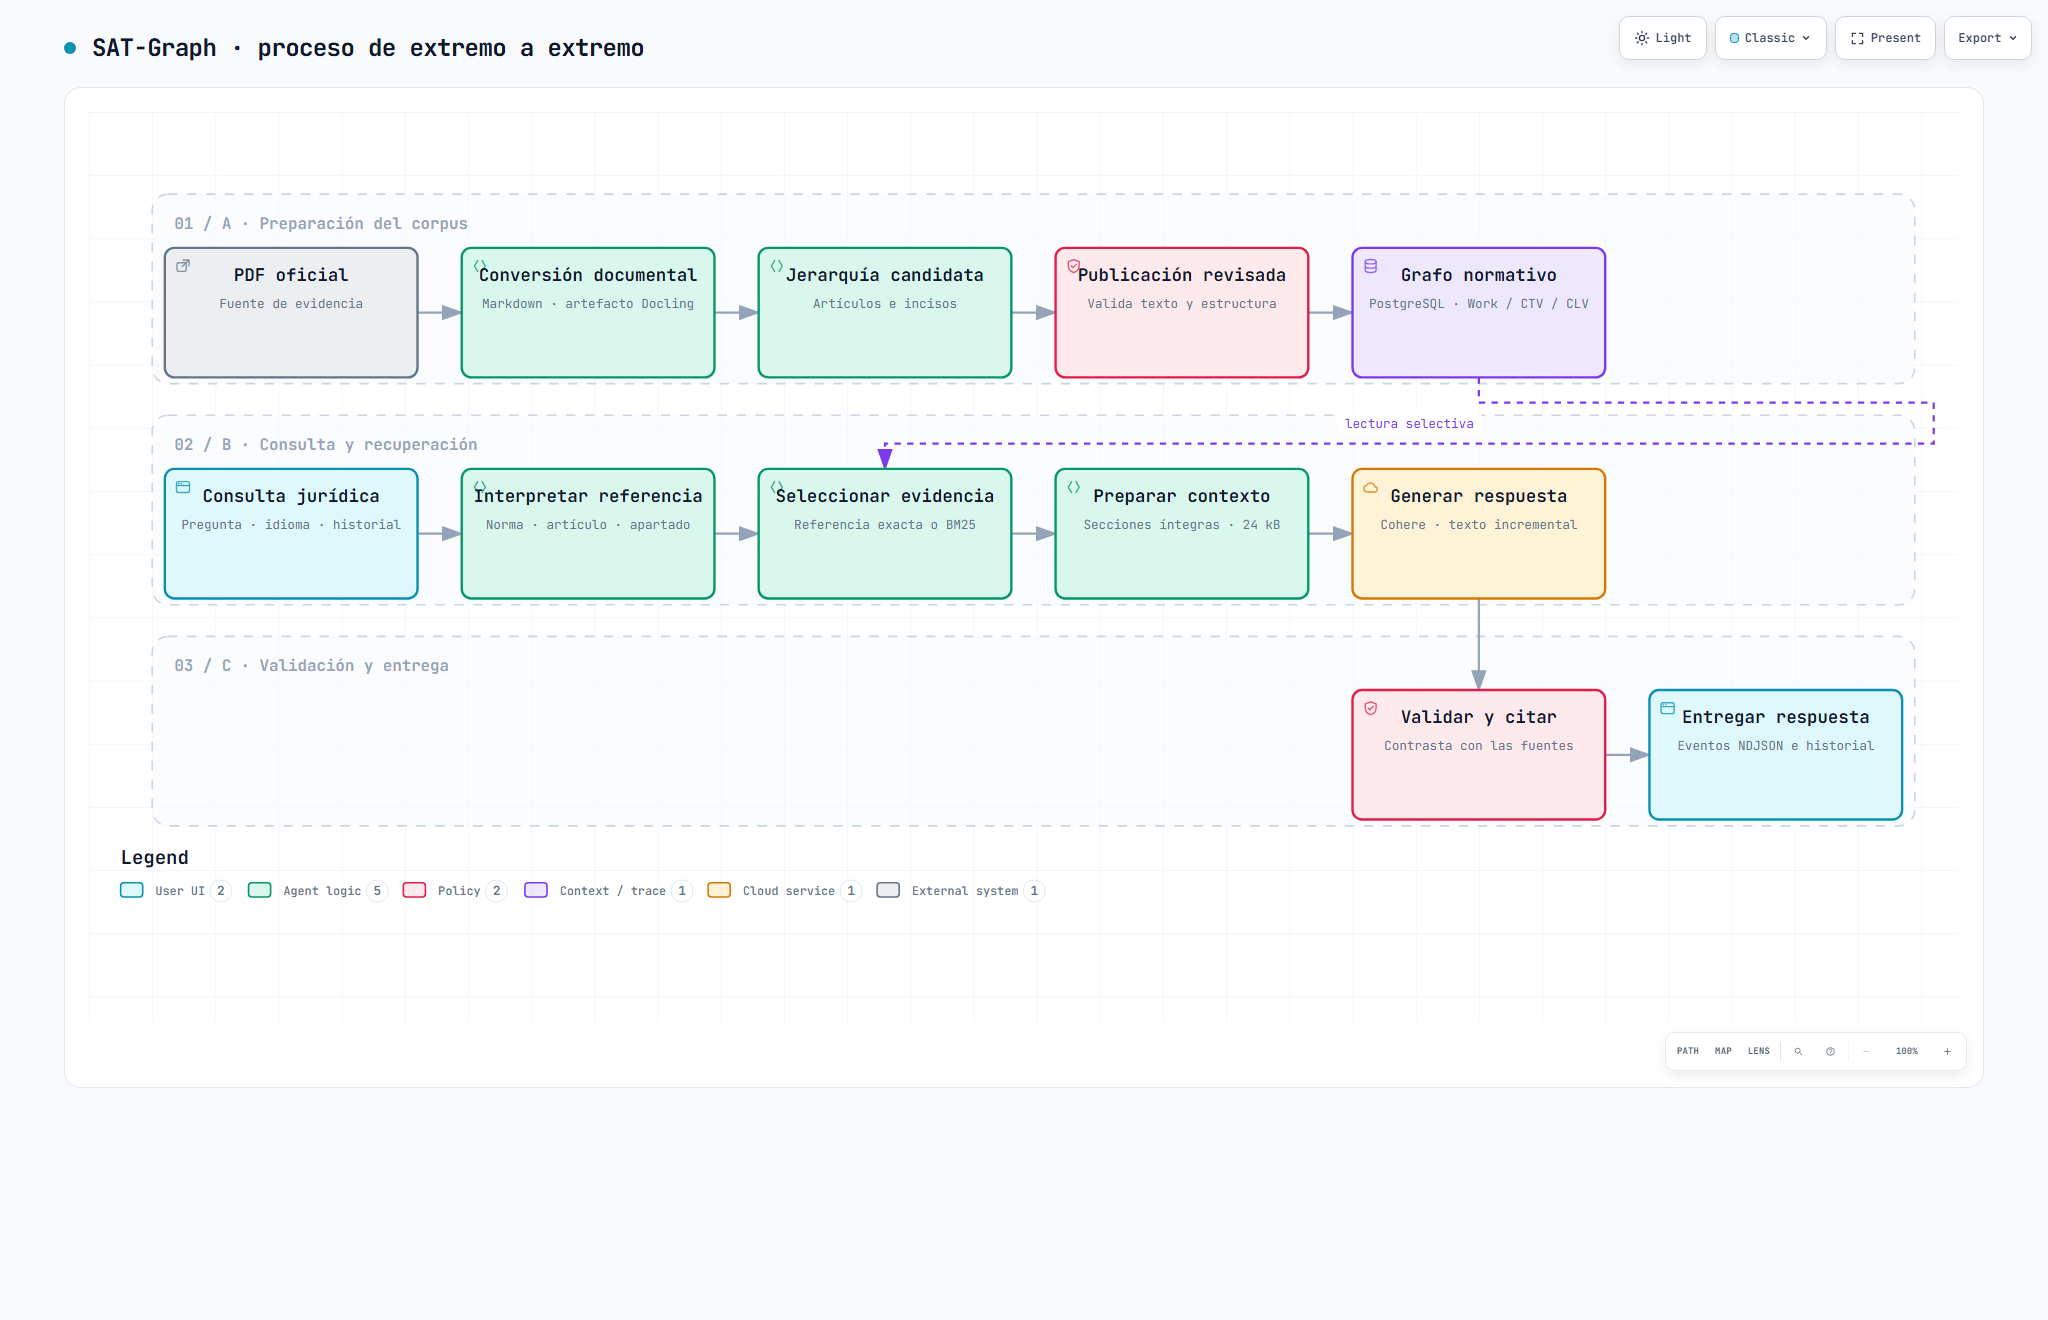 SAT-Graph · proceso de extremo a extremo
Light
Classic
Present
Export
01 / A · Preparación del corpus
PDF oficial
Fuente de evidencia
Conversión documental
Markdown · artefacto Docling
Jerarquía candidata
Artículos e incisos
Publicación revisada
Valida texto y estructura
Grafo normativo
PostgreSQL · Work / CTV / CLV
lectura selectiva
02 / B · Consulta y recuperación
Consulta jurídica
Pregunta · idioma · historial
Interpretar referencia
Norma · artículo · apartado
Seleccionar evidencia
Referencia exacta o BM25
Preparar contexto
Secciones íntegras · 24 kB
Generar respuesta
Cohere · texto incremental
03 / C · Validación y entrega
Validar y citar
Contrasta con las fuentes
Entregar respuesta
Eventos NDJSON e historial
Legend
User UI 2
Agent logic 5
Policy 2
Context / trace 1
Cloud service 1
External system 1
PATH MAP LENS − 100% +